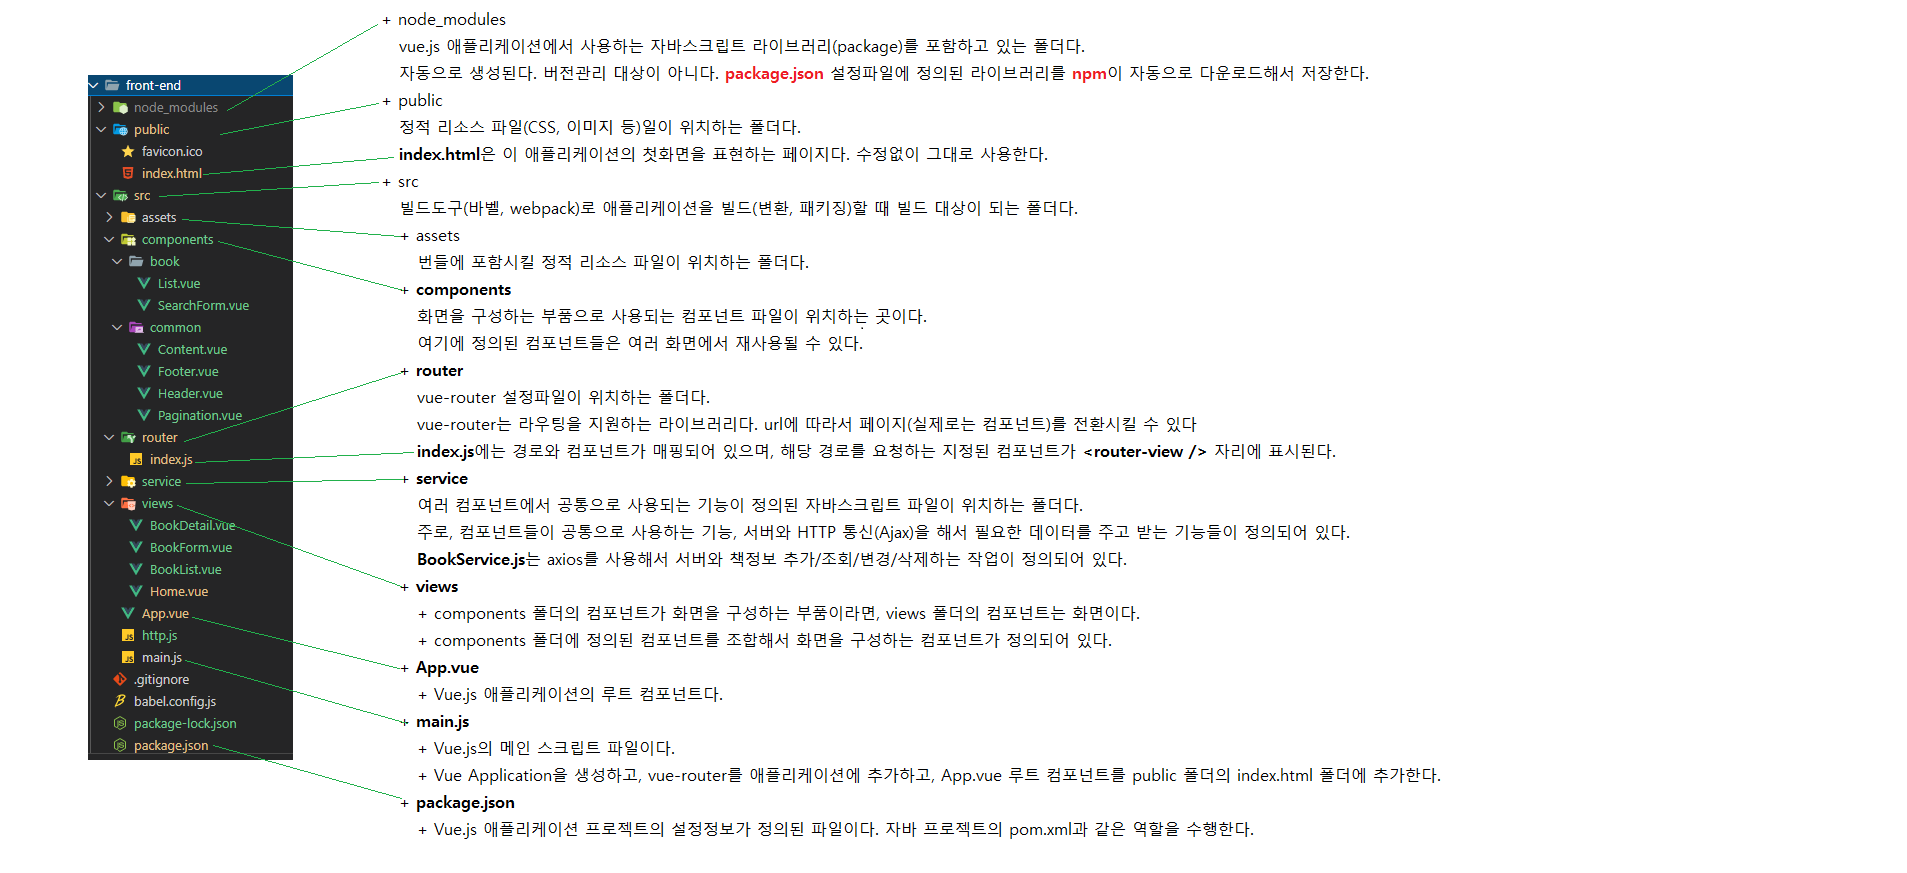 front-end
node_modules
public
favicon.ico
index.html
src
assets
components
book
List.vue
SearchForm.vue
common
Content.vue
Footer.vue
Header.vue
Pagination.vue
router
index.js
service
views
BookDetail.vue
BookForm.vue
BookList.vue
Home.vue
App.vue
http.js
main.js
.gitignore
babel.config.js
package-lock.json
package.json
+ node_modules
vue.js 애플리케이션에서 사용하는 자바스크립트 라이브러리(package)를 포함하고 있는 폴더다.
자동으로 생성된다. 버전관리 대상이 아니다. package.json 설정파일에 정의된 라이브러리를 npm이 자동으로 다운로드해서 저장한다.
+ public
정적 리소스 파일(CSS, 이미지 등)일이 위치하는 폴더다.
index.html은 이 애플리케이션의 첫화면을 표현하는 페이지다. 수정없이 그대로 사용한다.
+ src
빌드도구(바벨, webpack)로 애플리케이션을 빌드(변환, 패키징)할 때 빌드 대상이 되는 폴더다.
+ assets
번들에 포함시킬 정적 리소스 파일이 위치하는 폴더다.
+ components
화면을 구성하는 부품으로 사용되는 컴포넌트 파일이 위치하는 곳이다.
여기에 정의된 컴포넌트들은 여러 화면에서 재사용될 수 있다.
+ router
vue-router 설정파일이 위치하는 폴더다.
vue-router는 라우팅을 지원하는 라이브러리다. url에 따라서 페이지(실제로는 컴포넌트)를 전환시킬 수 있다
index.js에는 경로와 컴포넌트가 매핑되어 있으며, 해당 경로를 요청하는 지정된 컴포넌트가 <router-view /> 자리에 표시된다.
+ service
여러 컴포넌트에서 공통으로 사용되는 기능이 정의된 자바스크립트 파일이 위치하는 폴더다.
주로, 컴포넌트들이 공통으로 사용하는 기능, 서버와 HTTP 통신(Ajax)을 해서 필요한 데이터를 주고 받는 기능들이 정의되어 있다.
BookService.js는 axios를 사용해서 서버와 책정보 추가/조회/변경/삭제하는 작업이 정의되어 있다.
+ views
+ components 폴더의 컴포넌트가 화면을 구성하는 부품이라면, views 폴더의 컴포넌트는 화면이다.
+ components 폴더에 정의된 컴포넌트를 조합해서 화면을 구성하는 컴포넌트가 정의되어 있다.
+ App.vue
+ Vue.js 애플리케이션의 루트 컴포넌트다.
+ main.js
+ Vue.js의 메인 스크립트 파일이다.
+ Vue Application을 생성하고, vue-router를 애플리케이션에 추가하고, App.vue 루트 컴포넌트를 public 폴더의 index.html 폴더에 추가한다.
+ package.json
+ Vue.js 애플리케이션 프로젝트의 설정정보가 정의된 파일이다. 자바 프로젝트의 pom.xml과 같은 역할을 수행한다.